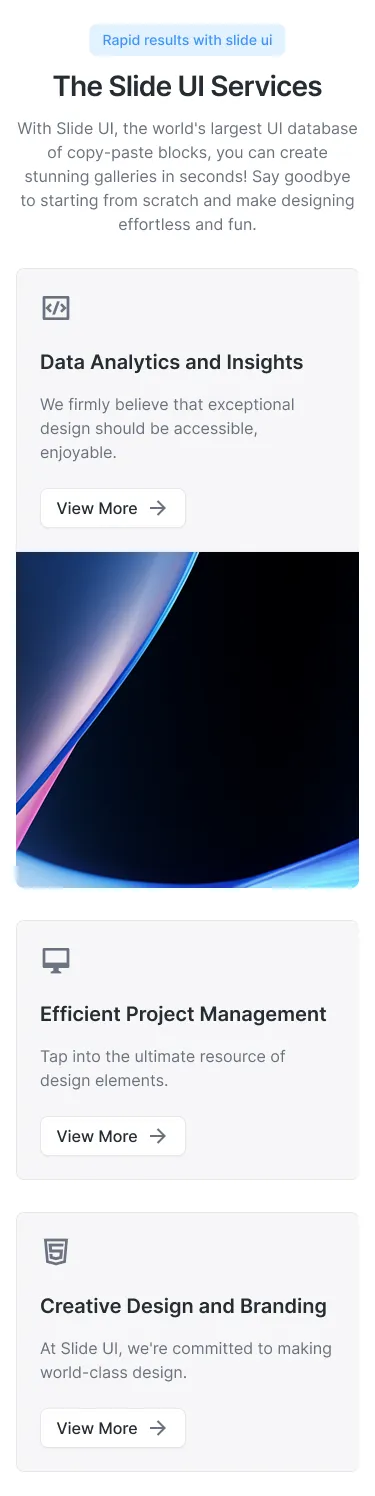 Rapid results with slide ui
The Slide UI Services
With Slide UI, the world's largest UI database
of copy-paste blocks, you can create
stunning galleries in seconds! Say goodbye
to starting from scratch and make designing
effortless and fun.
Data Analytics and Insights
We firmly believe that exceptional
design should be accessible,
enjoyable.
View More
Efficient Project Management
Tap into the ultimate resource of
design elements.
View More
Creative Design and Branding
At Slide UI, we're committed to making
world-class design.
View More